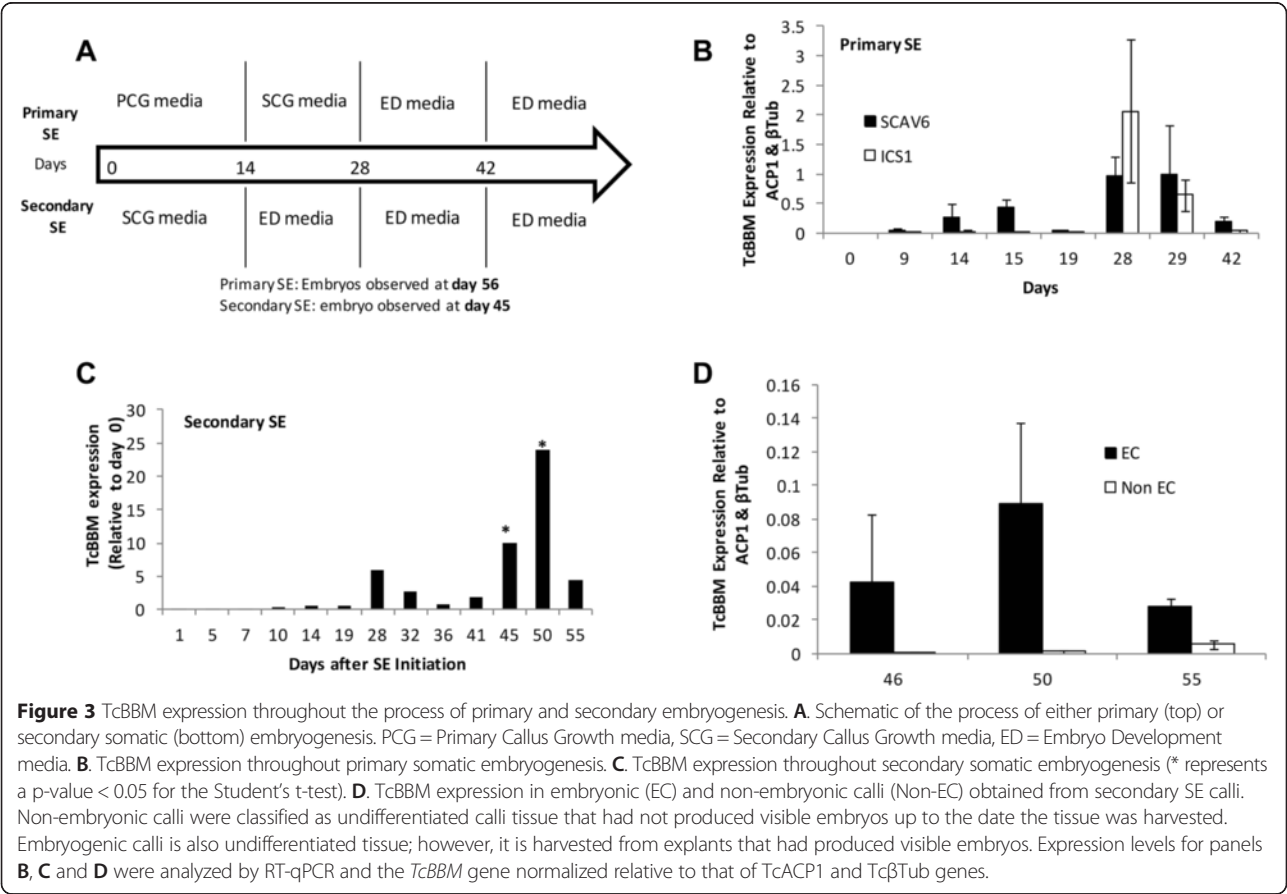 A
PCG media SCG media ED media ED media
Primary
SE
Days 0 14 28 42
Secondary
SE
SCG media ED media ED media ED media
Primary SE: Embryos observed at day 56
Secondary SE: embryo observed at day 45
B
Primary SE
TcBBM Expression Relative to
ACP1 & βTub
3.5
3
2.5
2
1.5
1
0.5
0
SCAV6
ICS1
0 9 14 15 19 28 29 42
Days
C
Secondary SE
TcBBM expression
(Relative to day 0)
30
25
20
15
10
5
0
*
*
1 5 7 10 14 19 28 32 36 41 45 50 55
Days after SE Initiation
D
TcBBM Expression Relative to
ACP1 & βTub
0.16
0.14
0.12
0.1
0.08
0.06
0.04
0.02
0
EC
Non EC
46 50 55
Figure 3 TcBBM expression throughout the process of primary and secondary embryogenesis. A. Schematic of the process of either primary (top) or
secondary somatic (bottom) embryogenesis. PCG = Primary Callus Growth media, SCG = Secondary Callus Growth media, ED = Embryo Development
media. B. TcBBM expression throughout primary somatic embryogenesis. C. TcBBM expression throughout secondary somatic embryogenesis (* represents
a p-value < 0.05 for the Student's t-test). D. TcBBM expression in embryonic (EC) and non-embryonic calli (Non-EC) obtained from secondary SE calli.
Non-embryonic calli were classified as undifferentiated calli tissue that had not produced visible embryos up to the date the tissue was harvested.
Embryogenic calli is also undifferentiated tissue; however, it is harvested from explants that had produced visible embryos. Expression levels for panels
B, C and D were analyzed by RT-qPCR and the TcBBM gene normalized relative to that of TcACP1 and TcβTub genes.